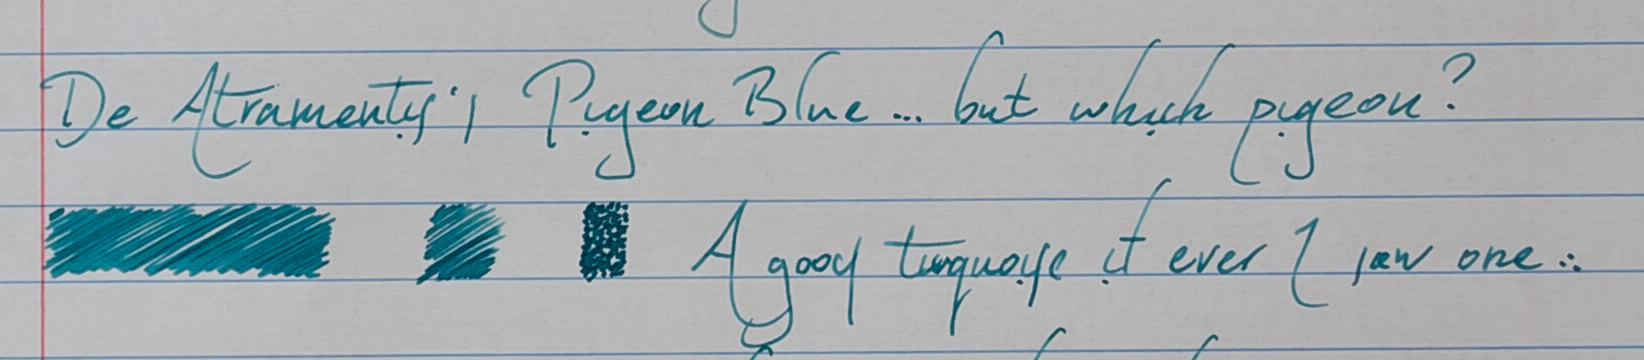 De Atramentis's Pigeon Blue... but which pigeon?
A good turquoise if ever I saw one...